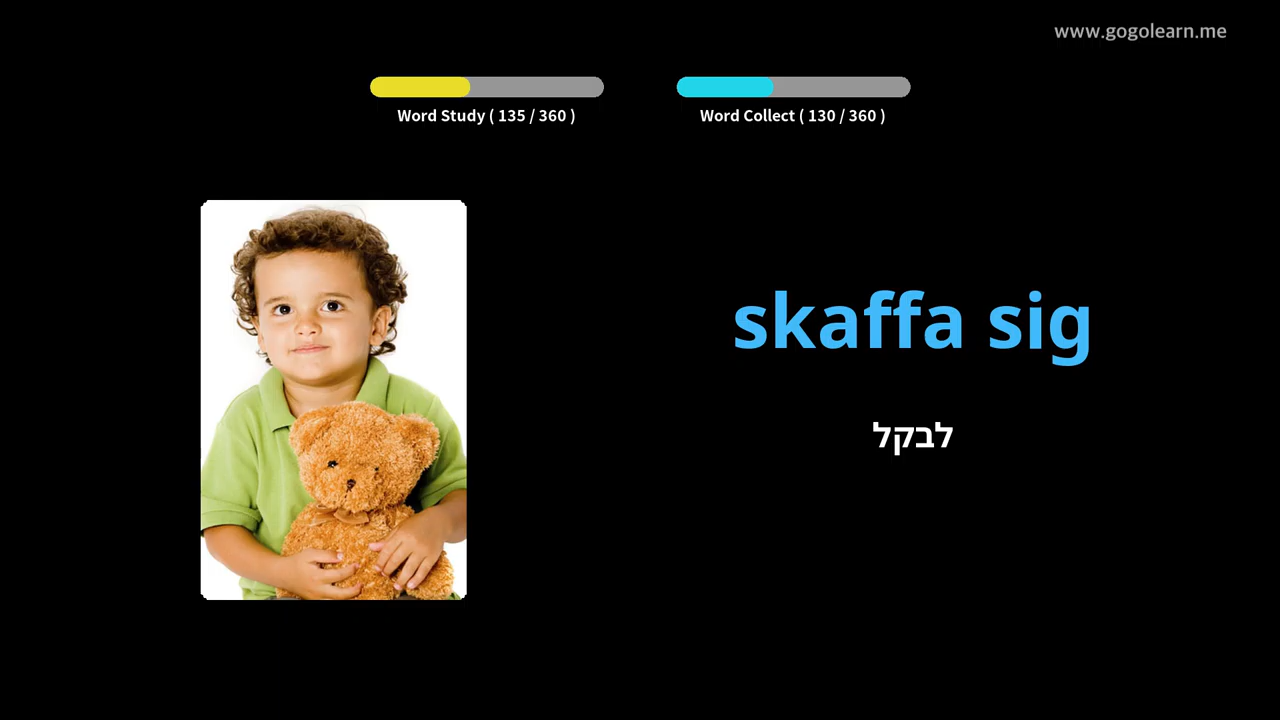 www.gogolearn.me
Word Study ( 135 / 360 )
Word Collect ( 130 / 360 )
skaffa sig
לבקל